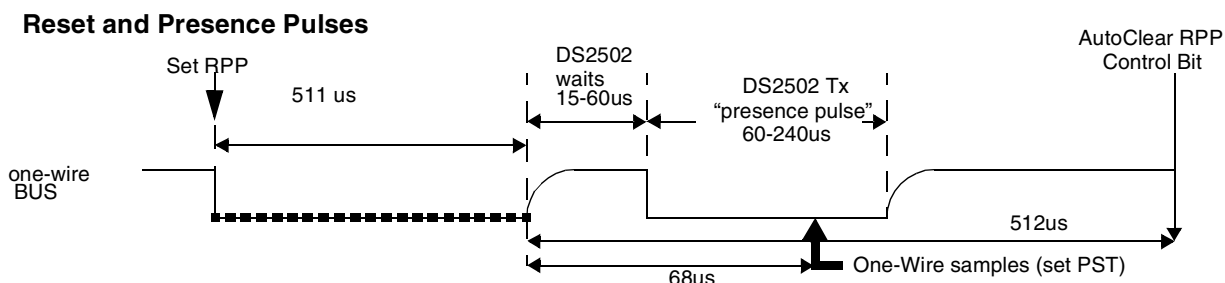 Reset and Presence Pulses
Set RPP
511 us
DS2502
waits
15-60us
DS2502 Tx
“presence pulse”
60-240us
AutoClear RPP
Control Bit
one-wire
BUS
512us
68us
One-Wire samples (set PST)